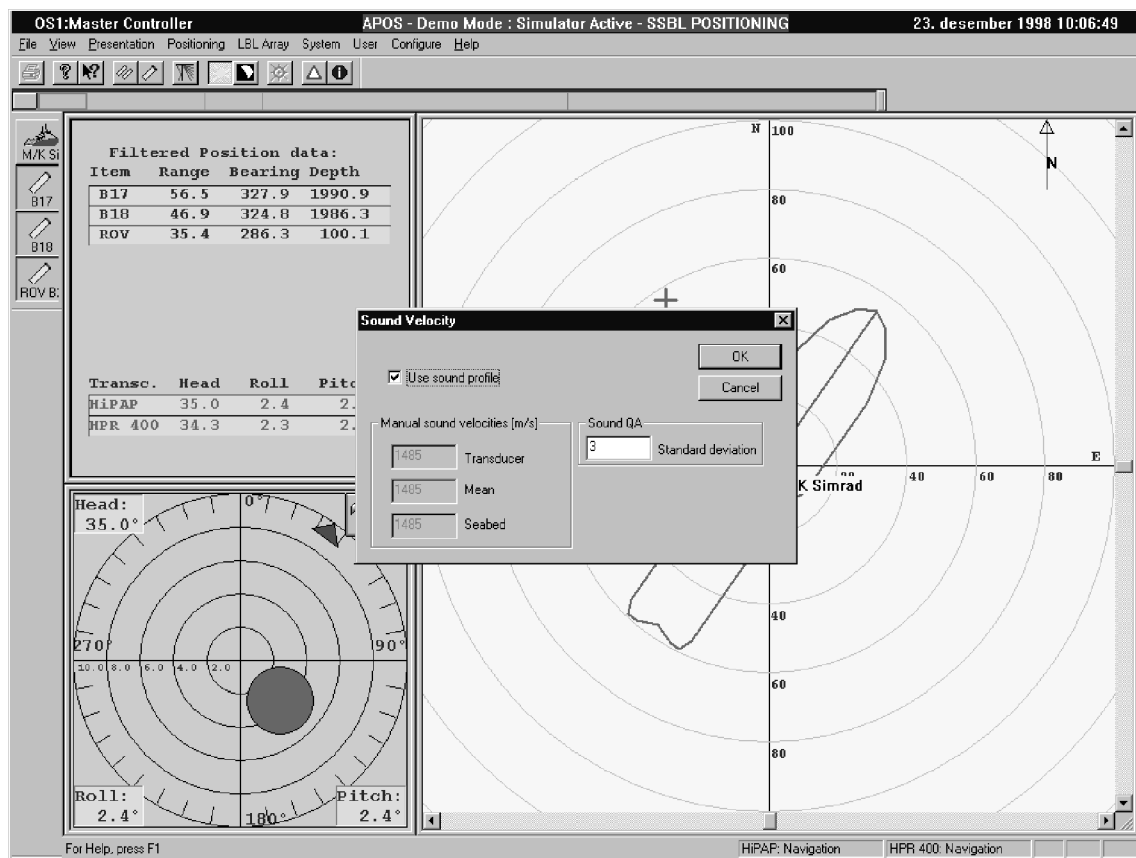 OS1:Master Controller APOS - Demo Mode : Simulator Active - SSBL POSITIONING 23. desember 1998 10:06:49
File View Presentation Positioning LBL Array System User Configure Help
M/K Si
B17
B18
ROV B
Filtered Position data:
Item Range Bearing Depth
B17 56.5 327.9 1990.9
B18 46.9 324.8 1986.3
ROV 35.4 286.3 100.1
Transc. Head Roll Pitc
HiPAP 35.0 2.4 2.
HPR 400 34.3 2.3 2.
Head:
35.0°
0°
270°
90°
10.0 8.0 6.0 4.0 2.0
Roll:
2.4°
180°
Pitch:
2.4°
N 100
N
80
60
E
40 60 80
K Simrad
40
60
80
Sound Velocity
Use sound profile
OK
Cancel
Manual sound velocities [m/s]
1485 Transducer
1485 Mean
1485 Seabed
Sound QA
3 Standard deviation
For Help, press F1 HiPAP: Navigation HPR 400: Navigation